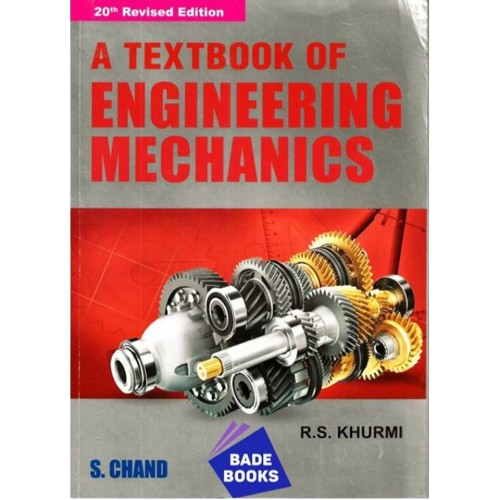 20th Revised Edition
A TEXTBOOK OF
ENGINEERING
MECHANICS
R.S. KHURMI
S. CHAND
BADE
BOOKS